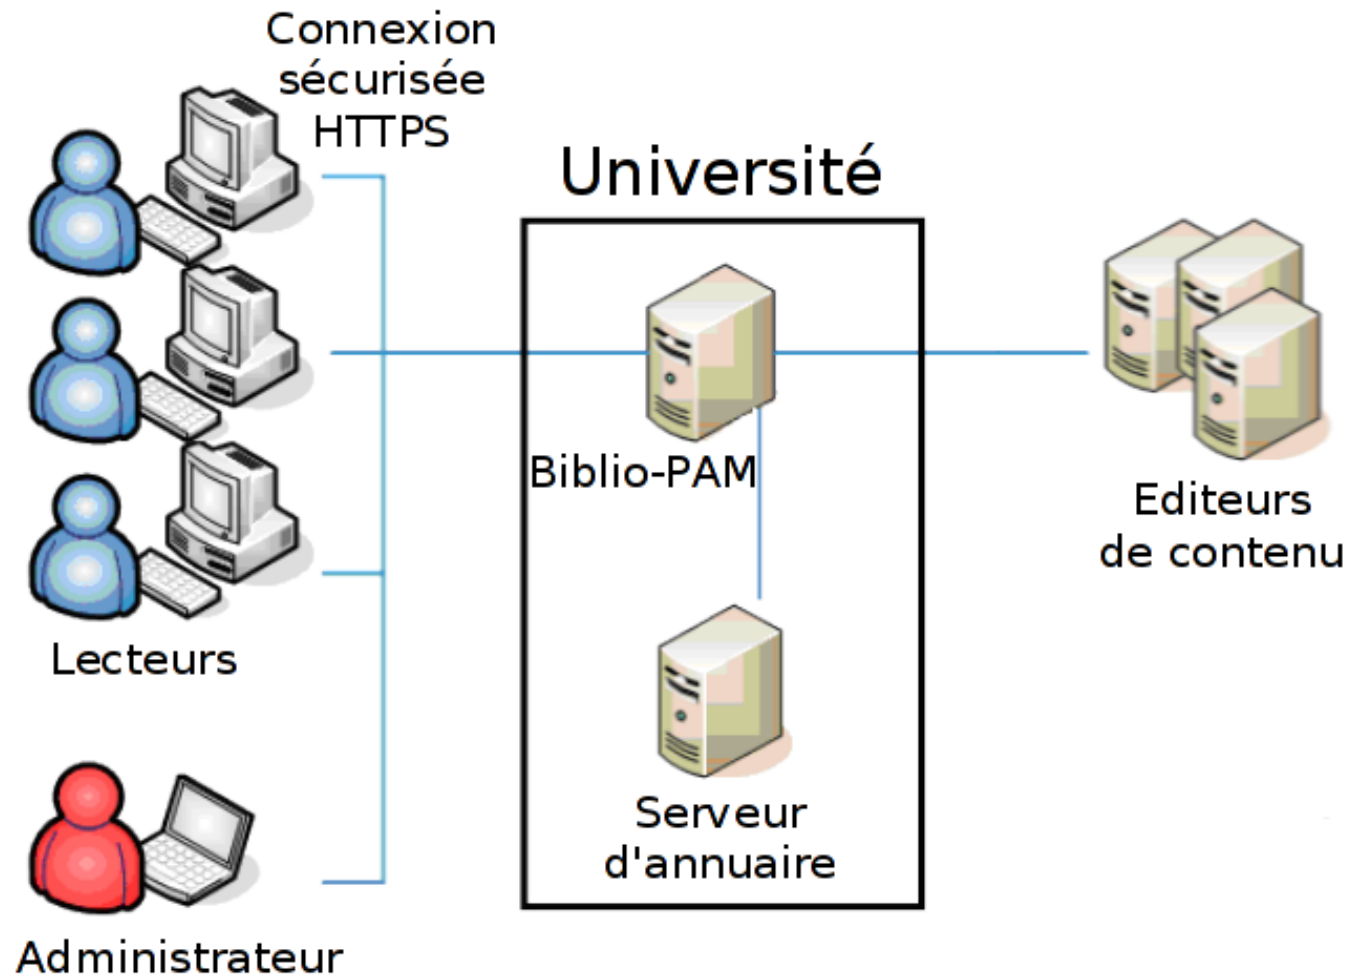 Connexion
sécurisée
HTTPS
Université
Biblio-PAM
Editeurs
de contenu
Lecteurs
Serveur
d'annuaire
Administrateur